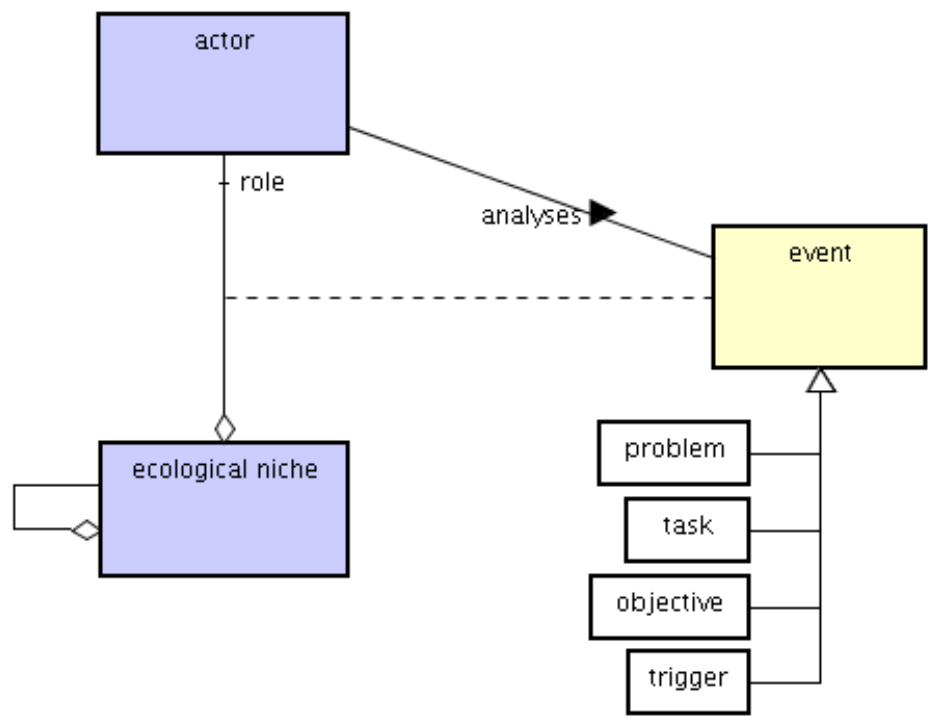 actor
role
analyses
event
ecological niche
problem
task
objective
trigger